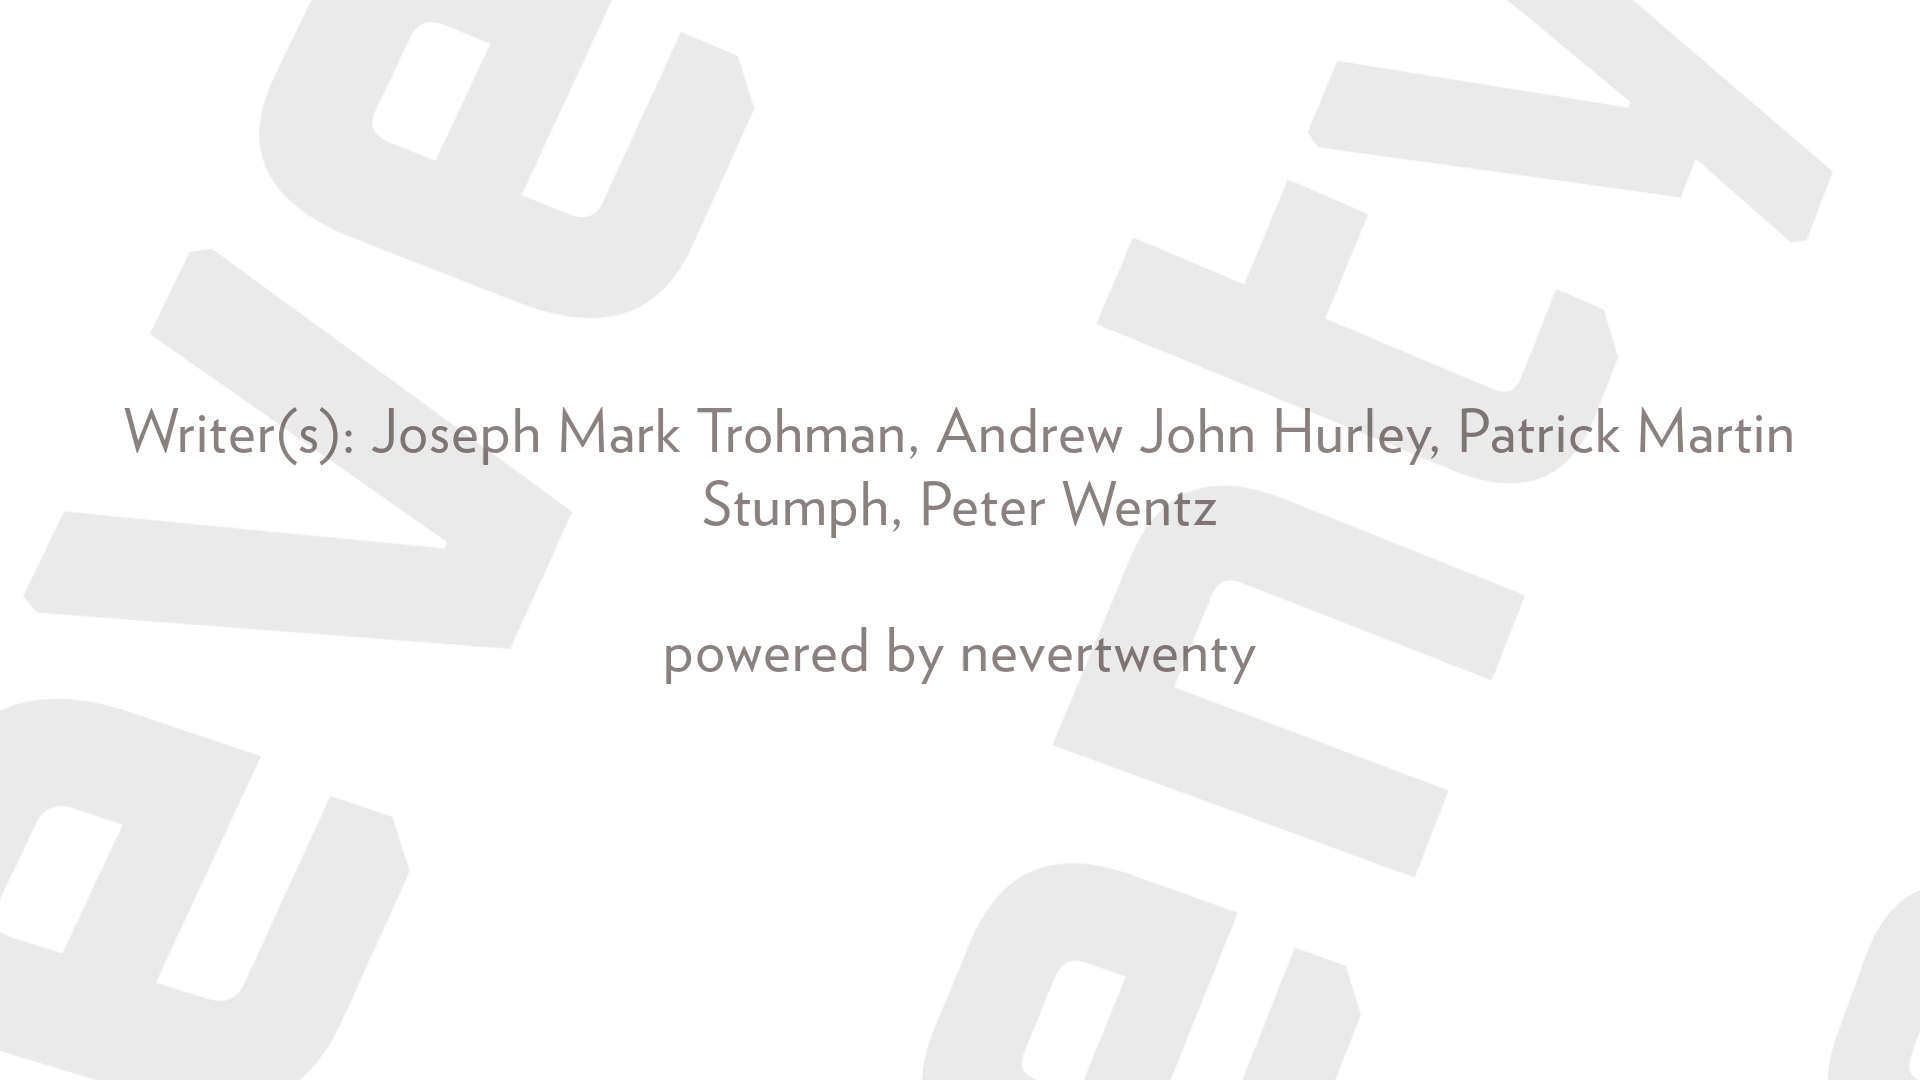 Writer(s): Joseph Mark Trohman, Andrew John Hurley, Patrick Martin
Stumph, Peter Wentz
powered by nevertwenty